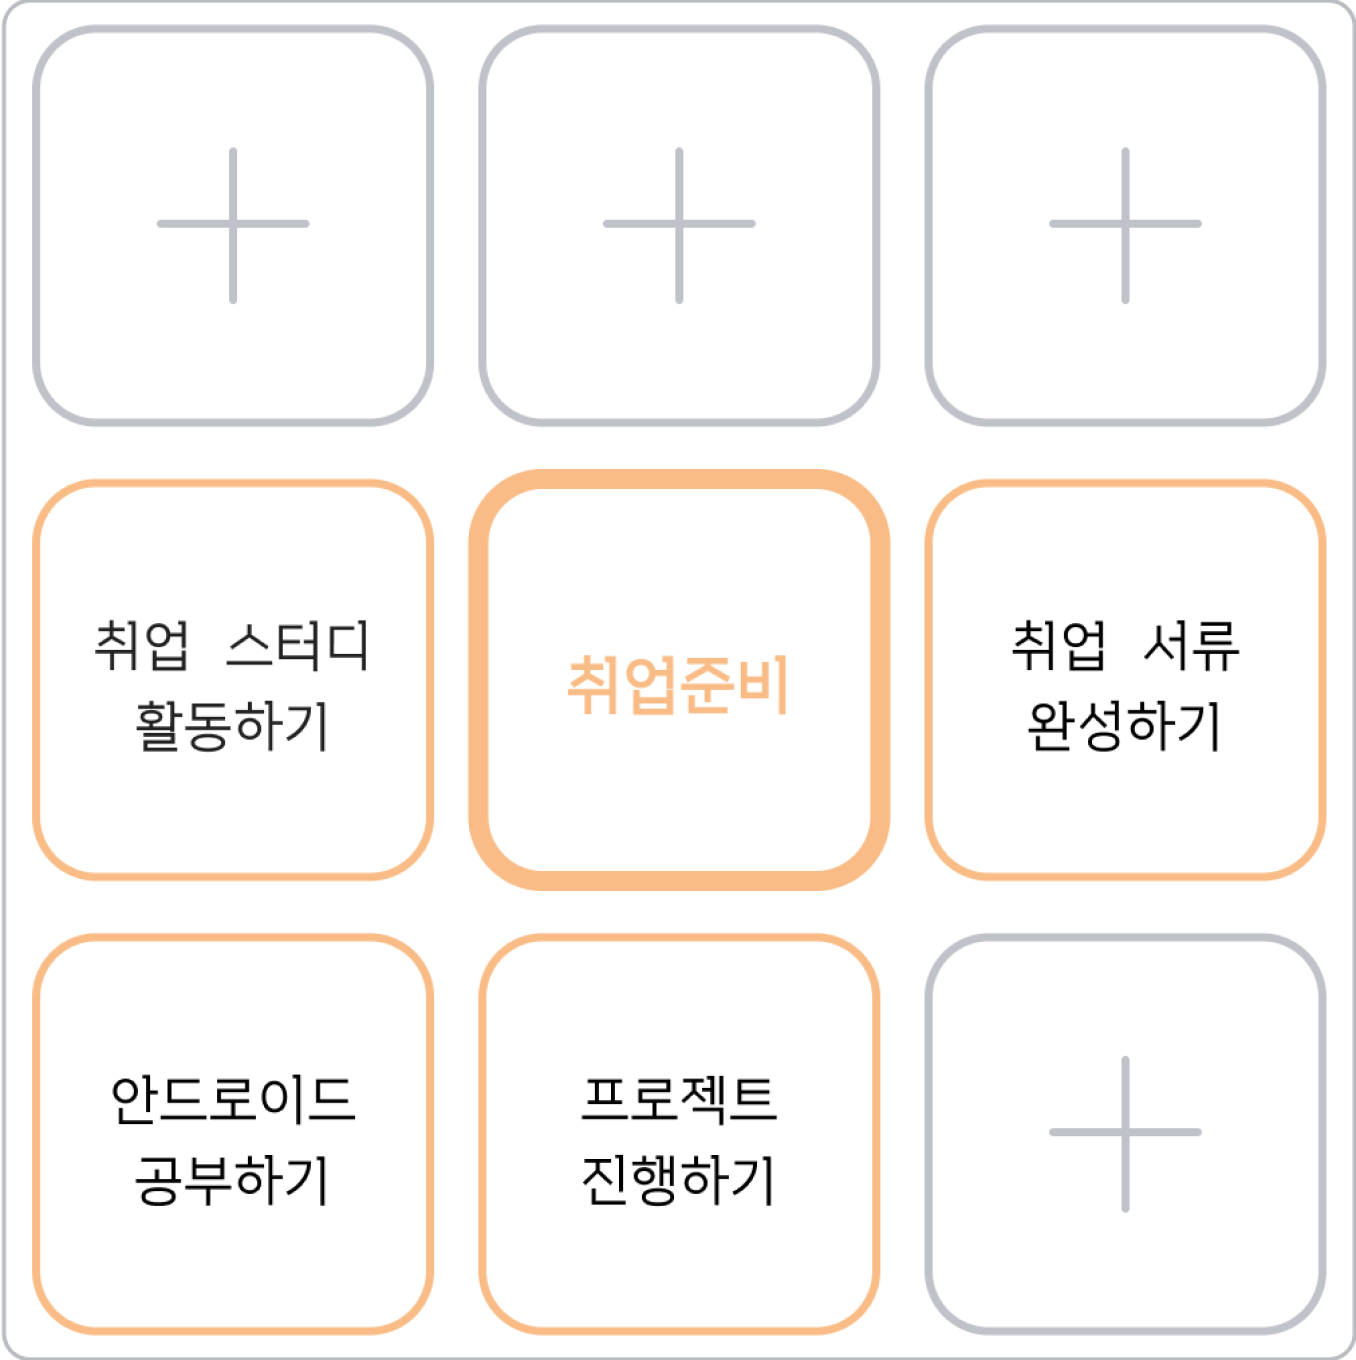 취업 스터디
활동하기
취업준비
취업 서류
완성하기
안드로이드
공부하기
프로젝트
진행하기